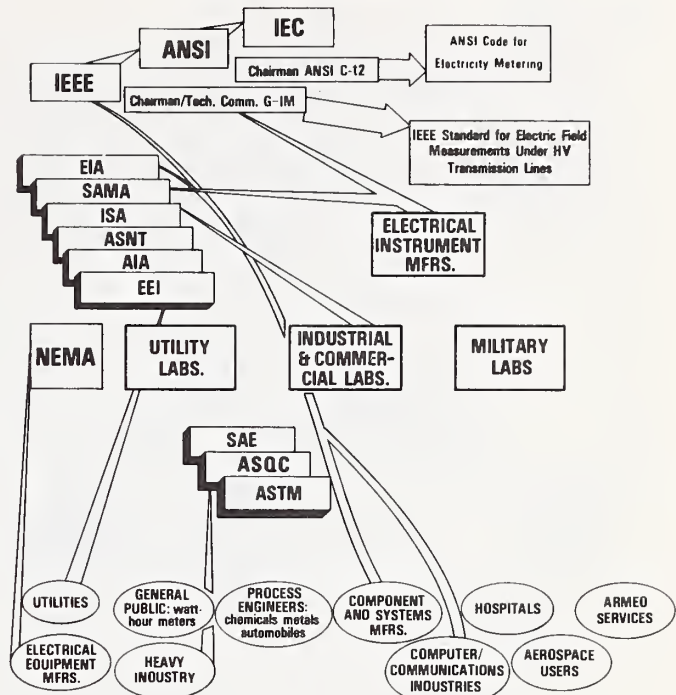 IEC
ANSI
IEEE
Chairman ANSI C-12
ANSI Code for
Electricity Metering
Chairman/Tech. Comm. G-IM
IEEE Standard for Electric Field
Measurements Under HV
Transmission Lines
EIA
SAMA
ISA
ASNT
AIA
EEI
ELECTRICAL
INSTRUMENT
MFRS.
NEMA
UTILITY
LABS.
INDUSTRIAL
& COMMER-
CIAL LABS.
MILITARY
LABS
SAE
ASQC
ASTM
UTILITIES
GENERAL
PUBLIC: watt-
hour meters
PROCESS
ENGINEERS:
chemicals metals
automobiles
COMPONENT
AND SYSTEMS
MFRS.
HOSPITALS
ARMEO
SERVICES
ELECTRICAL
EQUIPMENT
MFRS.
HEAVY
INDUSTRY
COMPUTER/
COMMUNICATIONS
INDUSTRIES
AEROSPACE
USERS